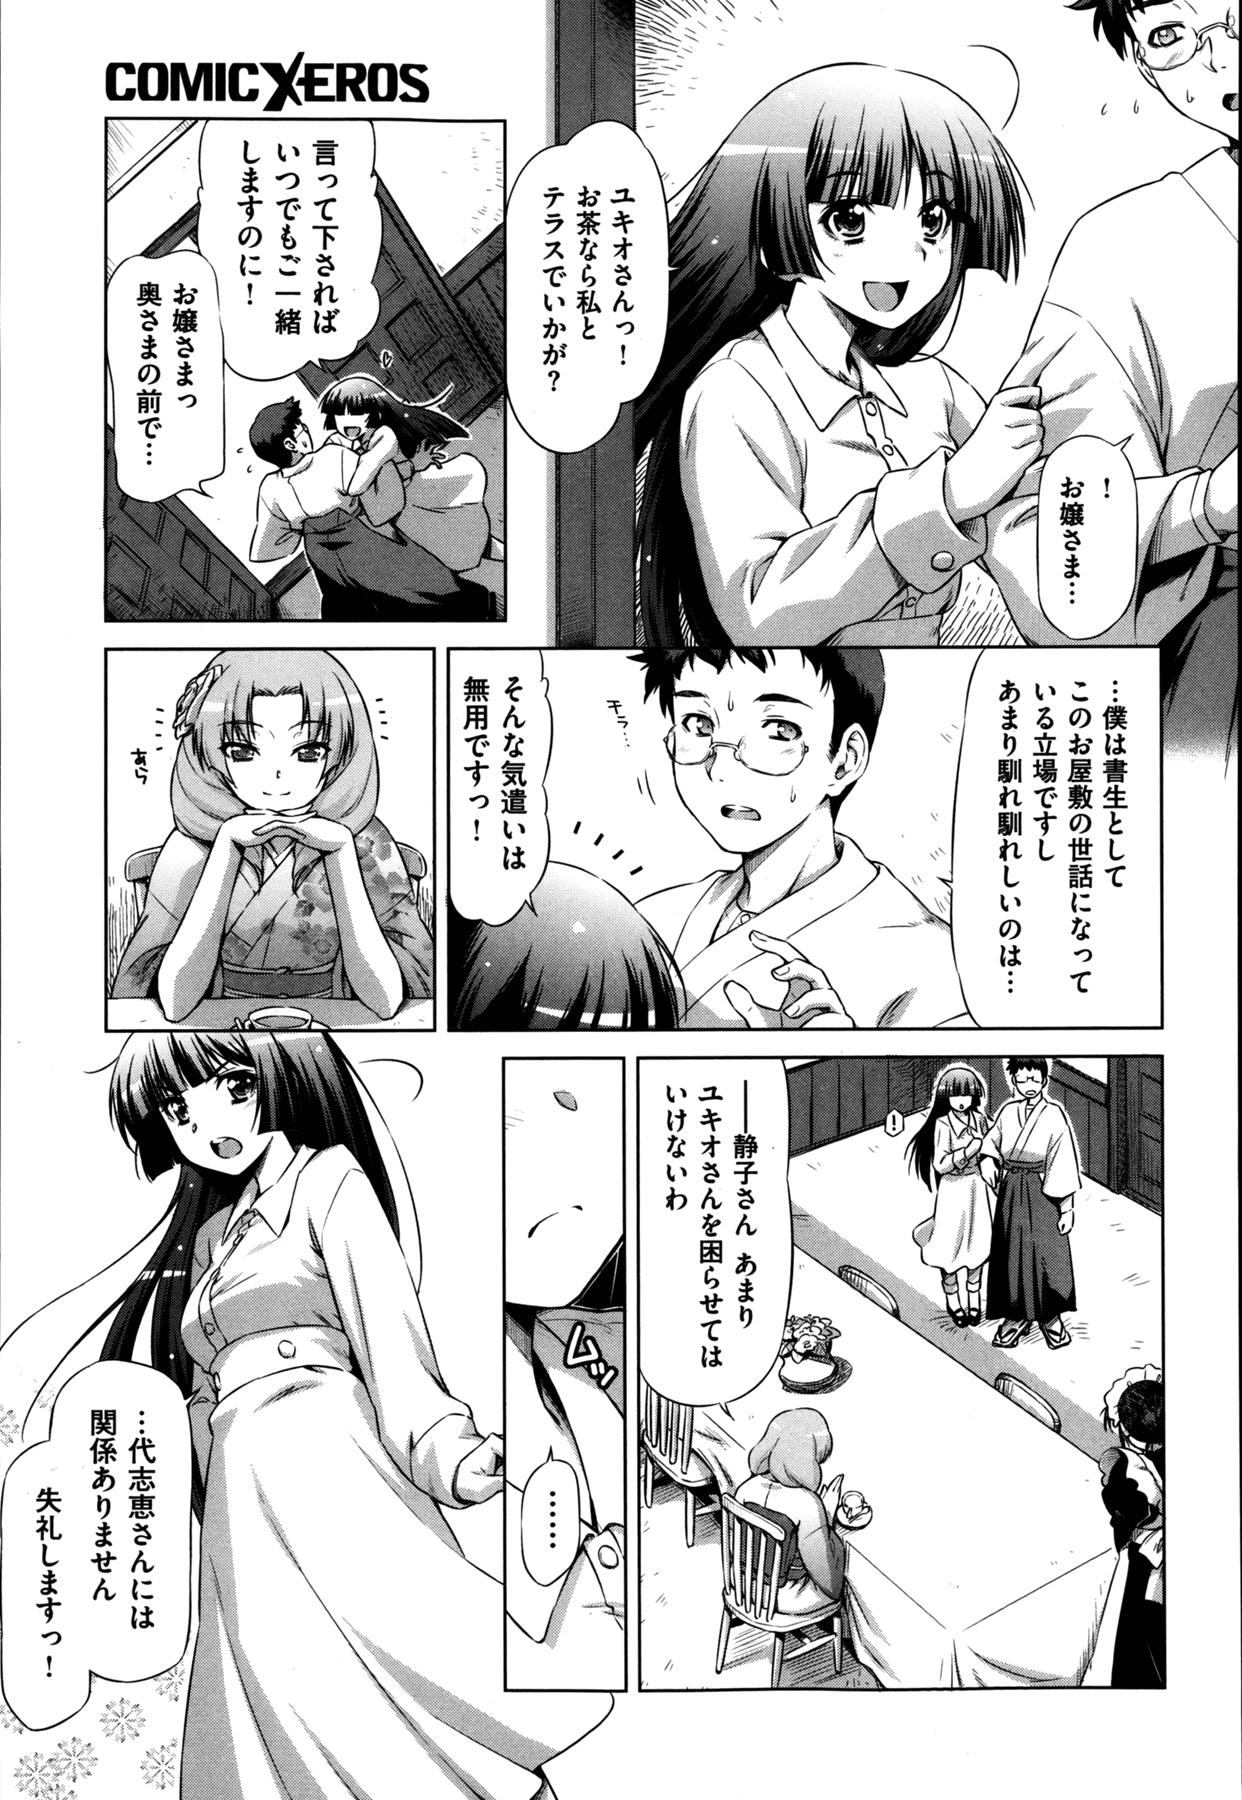 COMIC X-EROS
ユキオさんっ！
お茶なら私と
テラスでいかが？
！
お嬢さま…
言って下されば
いつでもご一緒
しますのに！
お嬢さまっ
奥さまの前で…
…僕は書生として
このお屋敷の世話になって
いる立場ですし
あまり馴れ馴れしいのは…
チラ…
そんな気遣いは
無用ですっ！
あら
――静子さん あまり
ユキオさんを困らせては
いけないわ
！
ムッ
……
…代志恵さんには
関係ありません
失礼しますっ！